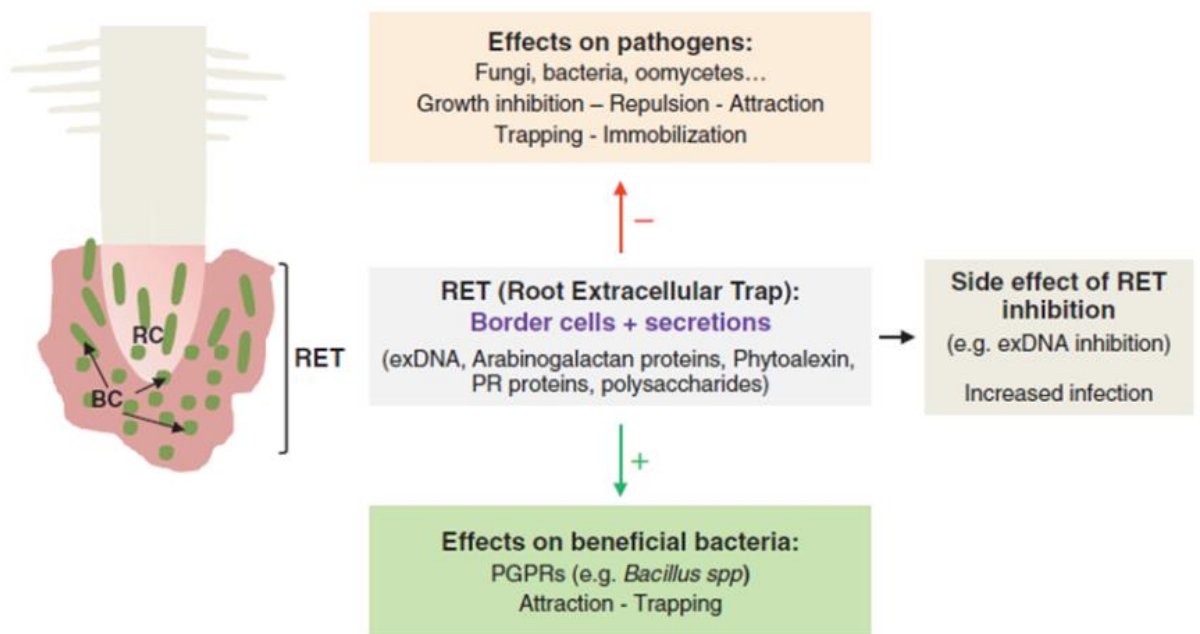 Effects on pathogens:
Fungi, bacteria, oomycetes…
Growth inhibition – Repulsion - Attraction
Trapping - Immobilization
−
RC
BC
RET
RET (Root Extracellular Trap):
Border cells + secretions
(exDNA, Arabinogalactan proteins, Phytoalexin,
PR proteins, polysaccharides)
Side effect of RET
inhibition
(e.g. exDNA inhibition)
Increased infection
+
Effects on beneficial bacteria:
PGPRs (e.g. Bacillus spp)
Attraction - Trapping